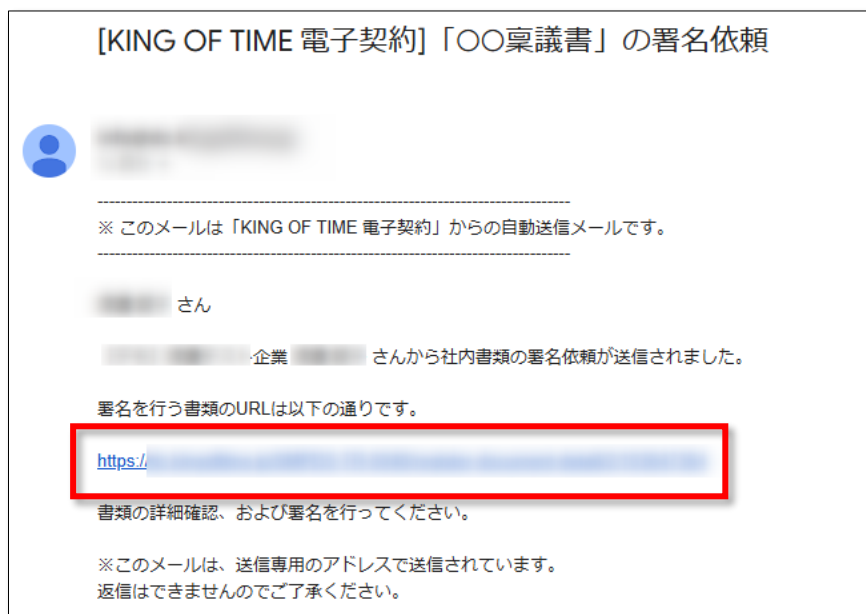 [KING OF TIME 電子契約]「〇〇稟議書」の署名依頼
--------------------------------------------------------------------------------
※ このメールは「KING OF TIME 電子契約」からの自動送信メールです。
--------------------------------------------------------------------------------
さん
企業 さんから社内書類の署名依頼が送信されました。
署名を行う書類のURLは以下の通りです。
https:/
書類の詳細確認、および署名を行ってください。
※このメールは、送信専用のアドレスで送信されています。
返信はできませんのでご了承ください。